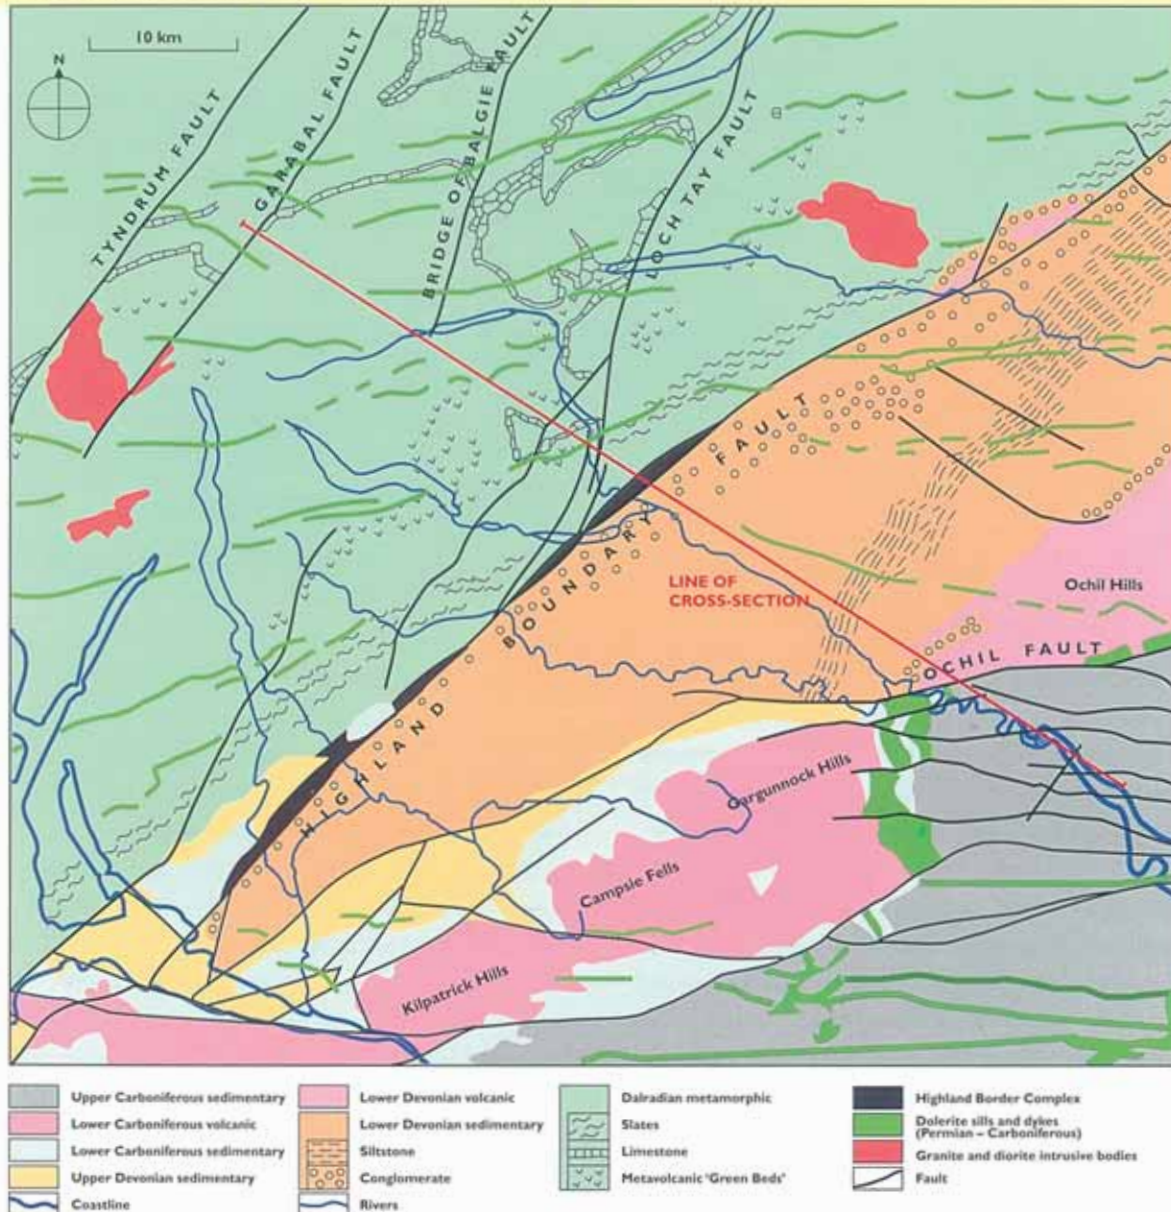 10 km
N
TYNDRUM FAULT
GARABAL FAULT
BRIDGE OF BALGIE FAULT
LOCH TAY FAULT
HIGHLAND BOUNDARY FAULT
LINE OF
CROSS-SECTION
Ochil Hills
OCHIL FAULT
Gargunnock Hills
Campsie Fells
Kilpatrick Hills
Upper Carboniferous sedimentary
Lower Carboniferous volcanic
Lower Carboniferous sedimentary
Upper Devonian sedimentary
Coastline
Lower Devonian volcanic
Lower Devonian sedimentary
Siltstone
Conglomerate
Rivers
Dalradian metamorphic
Slates
Limestone
Metavolcanic 'Green Beds'
Highland Border Complex
Dolerite sills and dykes
(Permian – Carboniferous)
Granite and diorite intrusive bodies
Fault